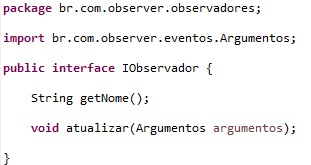 package br.com.observer.observadores;
import br.com.observer.eventos.Argumentos;
public interface IObservador {
String getNome();
void atualizar(Argumentos argumentos);
}